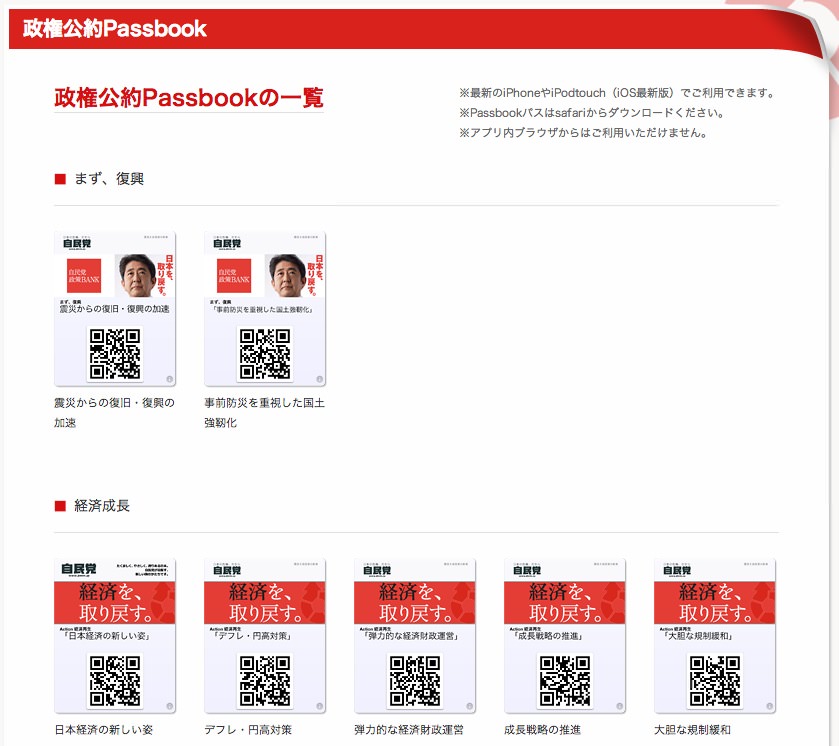 政権公約Passbook
政権公約Passbookの一覧
※最新のiPhoneやiPodtouch（iOS最新版）でご利用できます。
※Passbookパスはsafariからダウンロードください。
※アプリ内ブラウザからはご利用いただけません。
まず、復興
自民党
自民党
政策BANK
日本を、
取り戻す。
まず、復興
震災からの復旧・復興の加速
自民党
自民党
政策BANK
日本を、
取り戻す。
まず、復興
「事前防災を重視した国土強靭化」
震災からの復旧・復興の
加速
事前防災を重視した国土
強靭化
経済成長
自民党
経済を、
取り戻す。
Action 経済再生
「日本経済の新しい姿」
自民党
経済を、
取り戻す。
Action 経済再生
「デフレ・円高対策」
自民党
経済を、
取り戻す。
Action 経済再生
「弾力的な経済財政運営」
自民党
経済を、
取り戻す。
Action 経済再生
「成長戦略の推進」
自民党
経済を、
取り戻す。
Action 経済再生
「大胆な規制緩和」
日本経済の新しい姿
デフレ・円高対策
弾力的な経済財政運営
成長戦略の推進
大胆な規制緩和